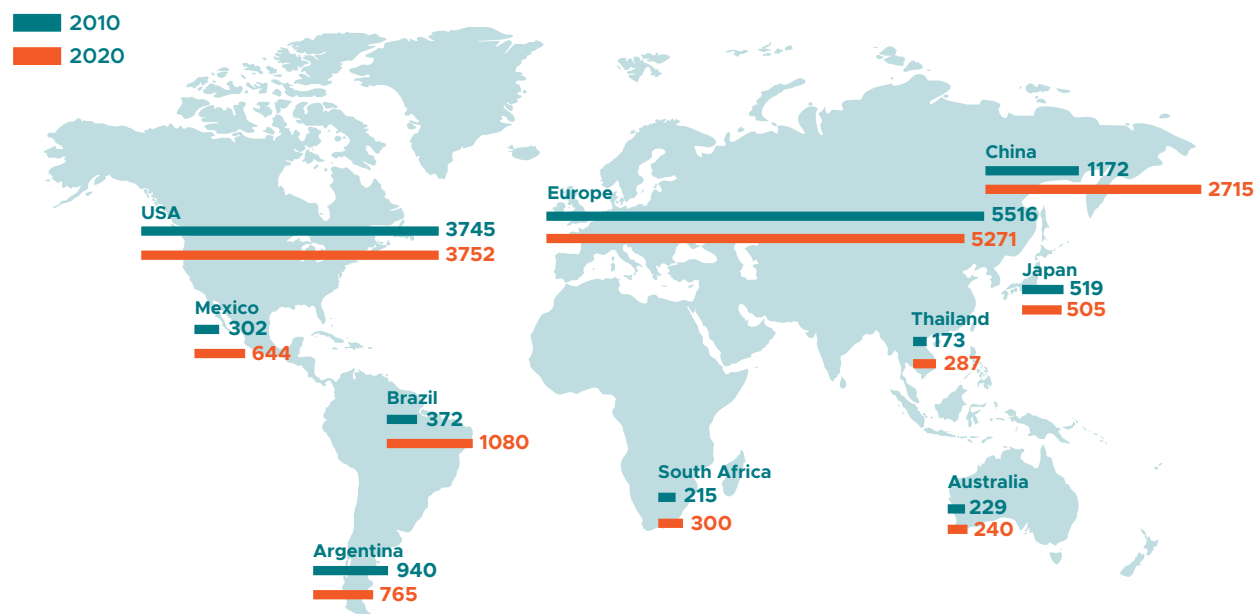 2010
2020
China
1172
2715
Europe
5516
5271
USA
3745
3752
Japan
519
505
Mexico
302
644
Thailand
173
287
Brazil
372
1080
South Africa
215
300
Australia
229
240
Argentina
940
765